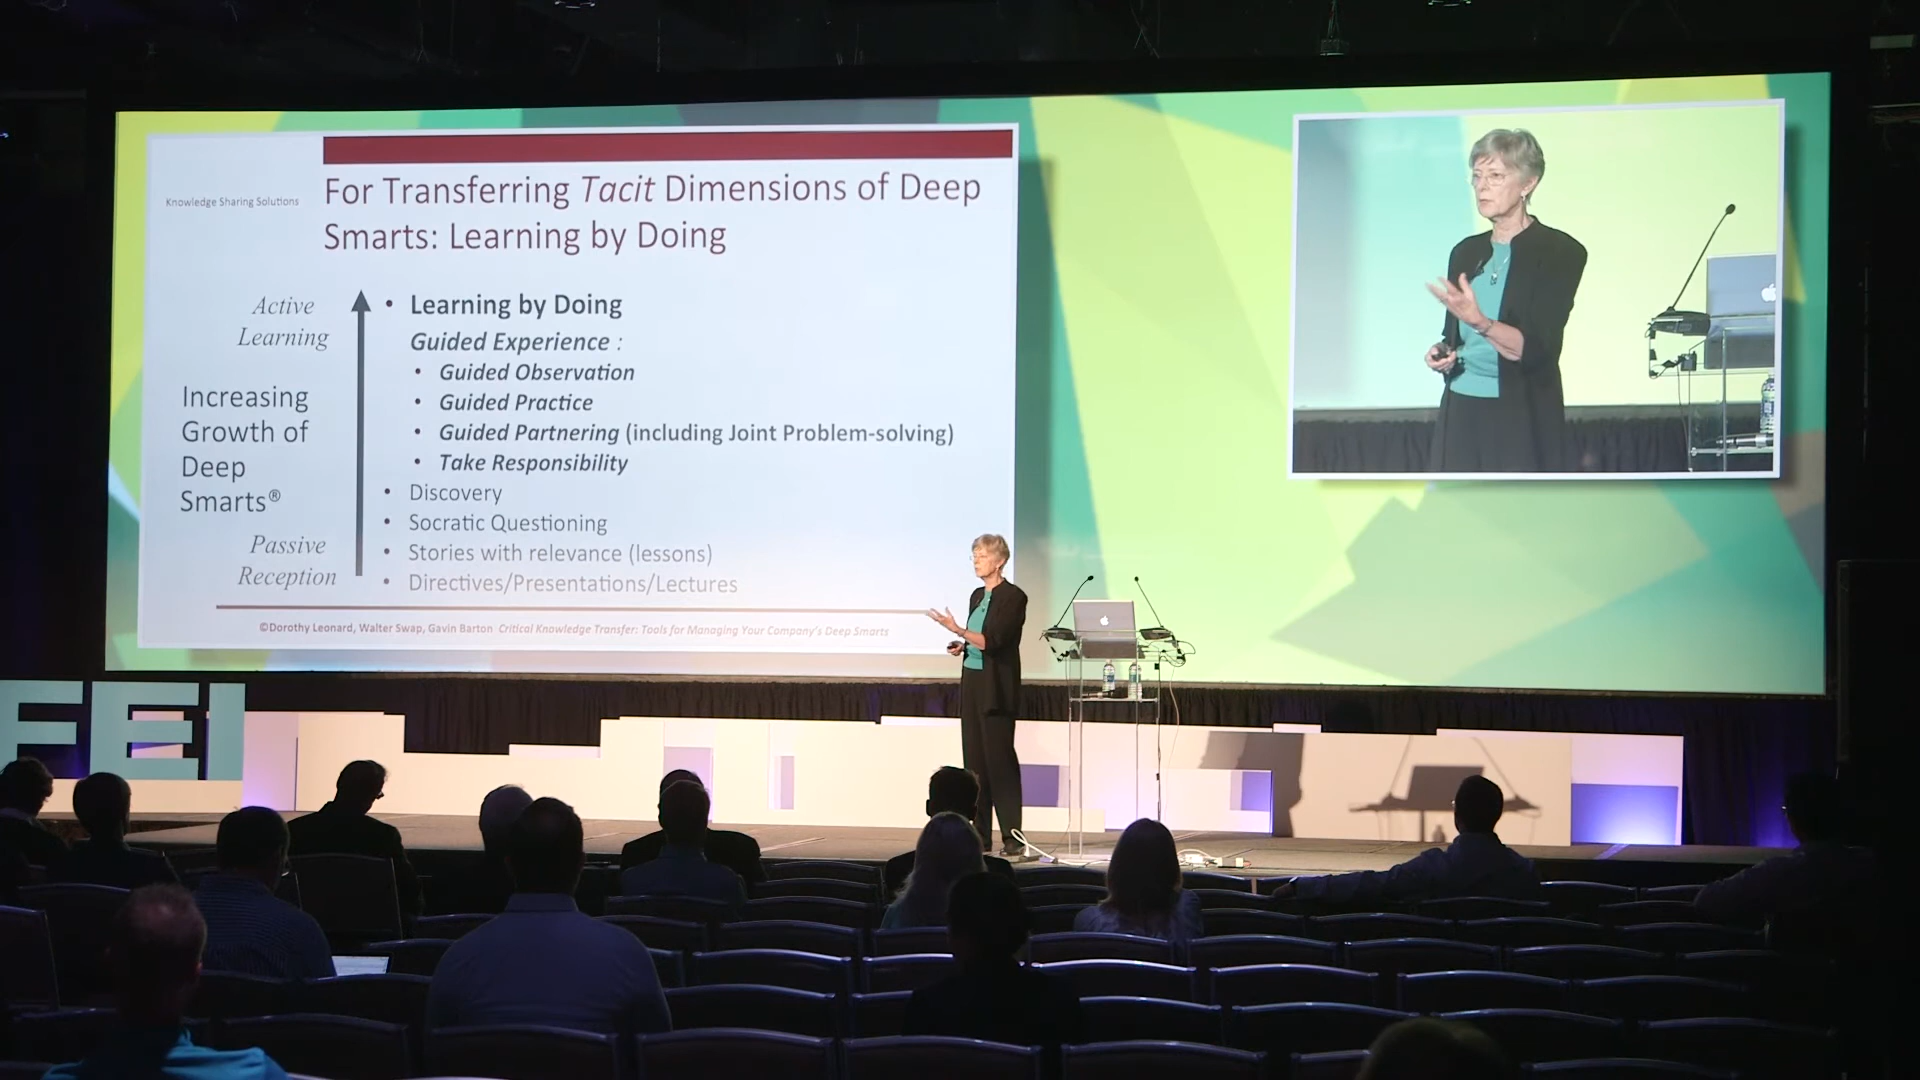 Knowledge Sharing Solutions
For Transferring Tacit Dimensions of Deep
Smarts: Learning by Doing
Active
Learning
Increasing
Growth of
Deep
Smarts®
Passive
Reception
• Learning by Doing
Guided Experience :
• Guided Observation
• Guided Practice
• Guided Partnering (including Joint Problem-solving)
• Take Responsibility
• Discovery
• Socratic Questioning
• Stories with relevance (lessons)
• Directives/Presentations/Lectures
©Dorothy Leonard, Walter Swap, Gavin Barton Critical Knowledge Transfer: Tools for Managing Your Company's Deep Smarts
FEI